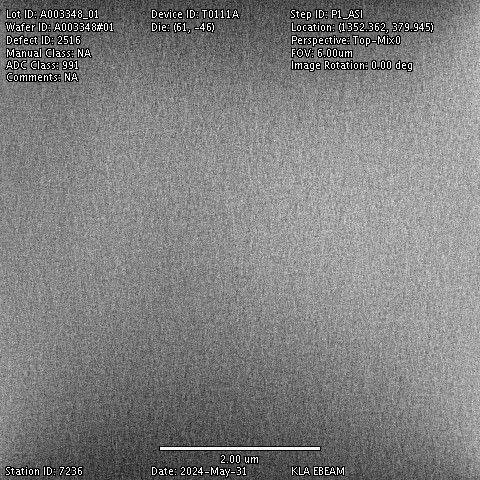 Lot ID: A003348_01
Wafer ID: A003348#01
Defect ID: 2516
Manual Class: NA
ADC Class: 991
Comments: NA
Device ID: T0111A
Die: (61, -46)
Step ID: P1_ASI
Location: (1352.362, 379.945)
Perspective: Top-Mix0
FOV: 6.00um
Image Rotation: 0.00 deg
2.00 um
Station ID: 7236
Date: 2024-May-31
KLA EBEAM